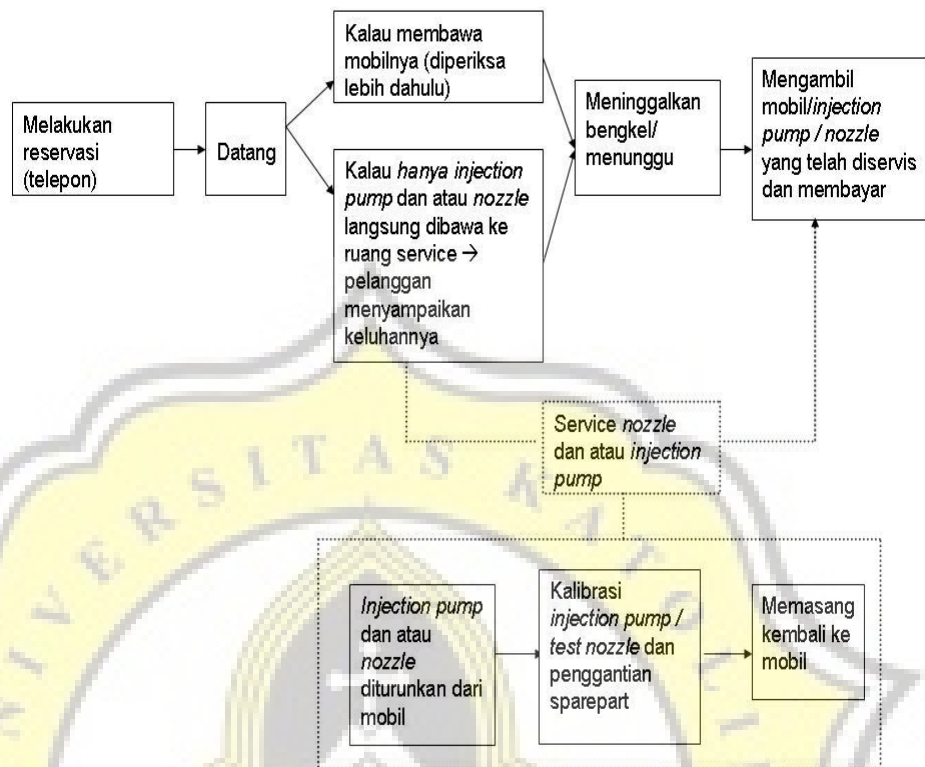 Melakukan
reservasi
(telepon)
Datang
Kalau membawa
mobilnya (diperiksa
lebih dahulu)
Kalau hanya injection
pump dan atau nozzle
langsung dibawa ke
ruang service →
pelanggan
menyampaikan
keluhannya
Meninggalkan
bengkel/
menunggu
Mengambil
mobil/injection
pump / nozzle
yang telah diservis
dan membayar
Service nozzle
dan atau injection
pump
Injection pump
dan atau
nozzle
diturunkan dari
mobil
Kalibrasi
injection pump /
test nozzle dan
penggantian
sparepart
Memasang
kembali ke
mobil
UNIVERSITAS KATOLI